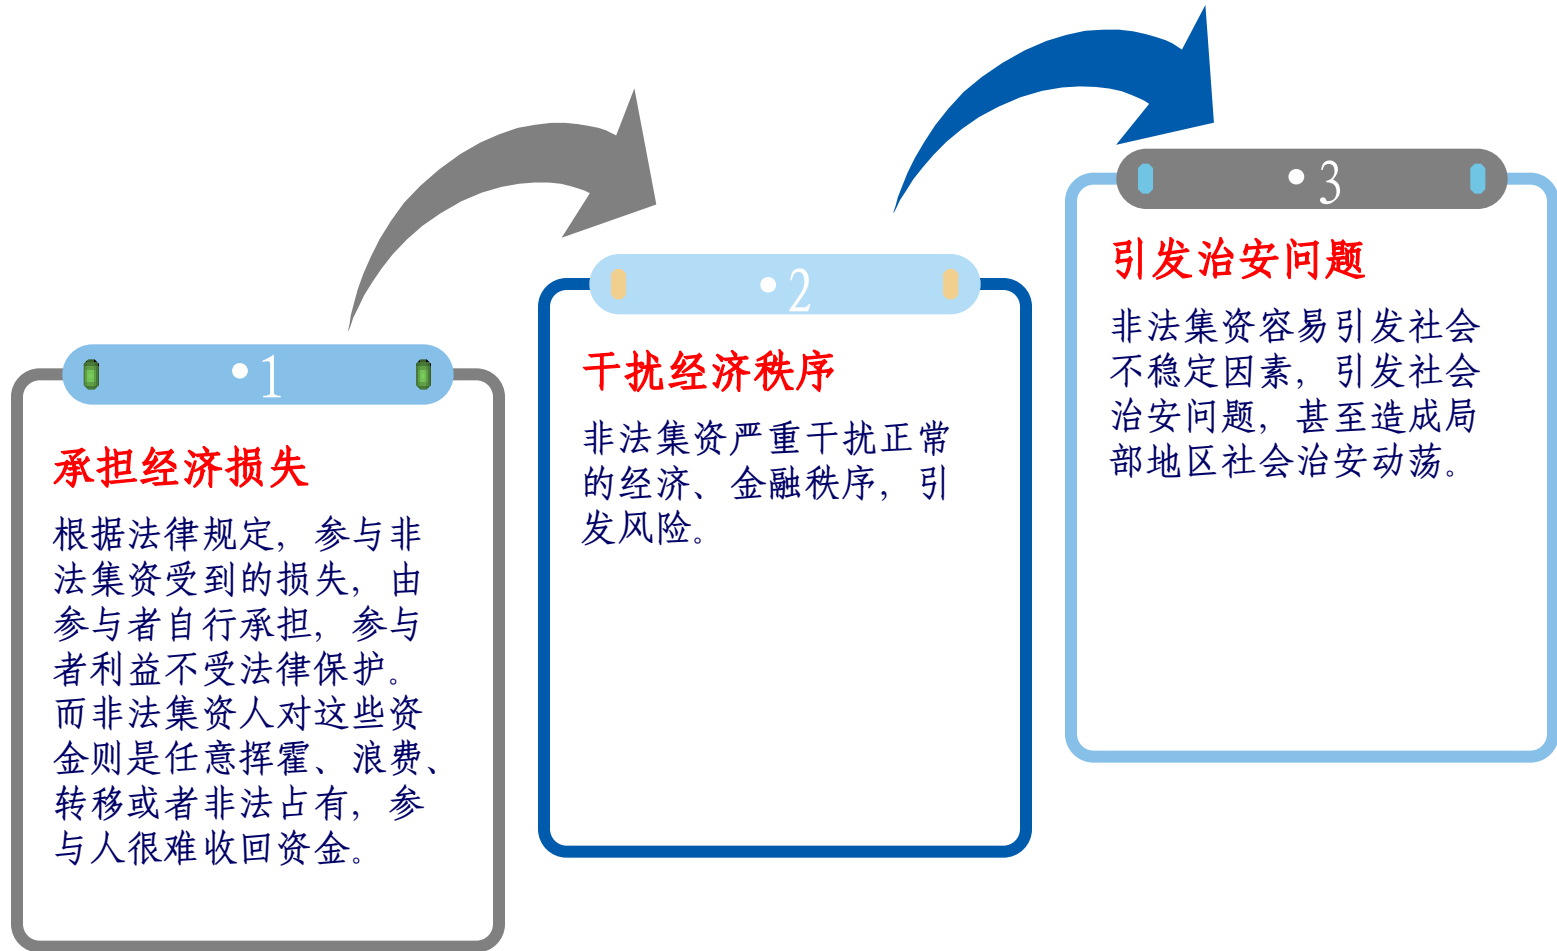 •1
承担经济损失
根据法律规定，参与非
法集资受到的损失，由
参与者自行承担，参与
者利益不受法律保护。
而非法集资人对这些资
金则是任意挥霍、浪费、
转移或者非法占有，参
与人很难收回资金。
•2
干扰经济秩序
非法集资严重干扰正常
的经济、金融秩序，引
发风险。
•3
引发治安问题
非法集资容易引发社会
不稳定因素，引发社会
治安问题，甚至造成局
部地区社会治安动荡。